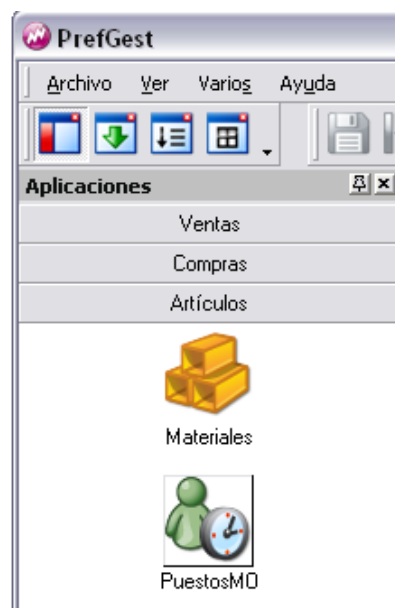 PrefGest
Archivo Ver Varios Ayuda
Aplicaciones
Ventas
Compras
Artículos
Materiales
PuestosMO